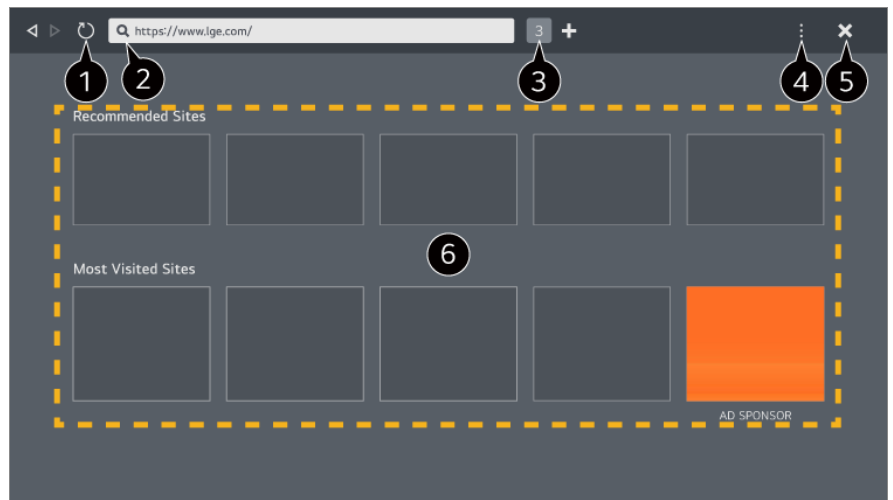 https://www.lge.com/ 3
1 2 3 4 5
Recommended Sites
6
Most Visited Sites
AD SPONSOR